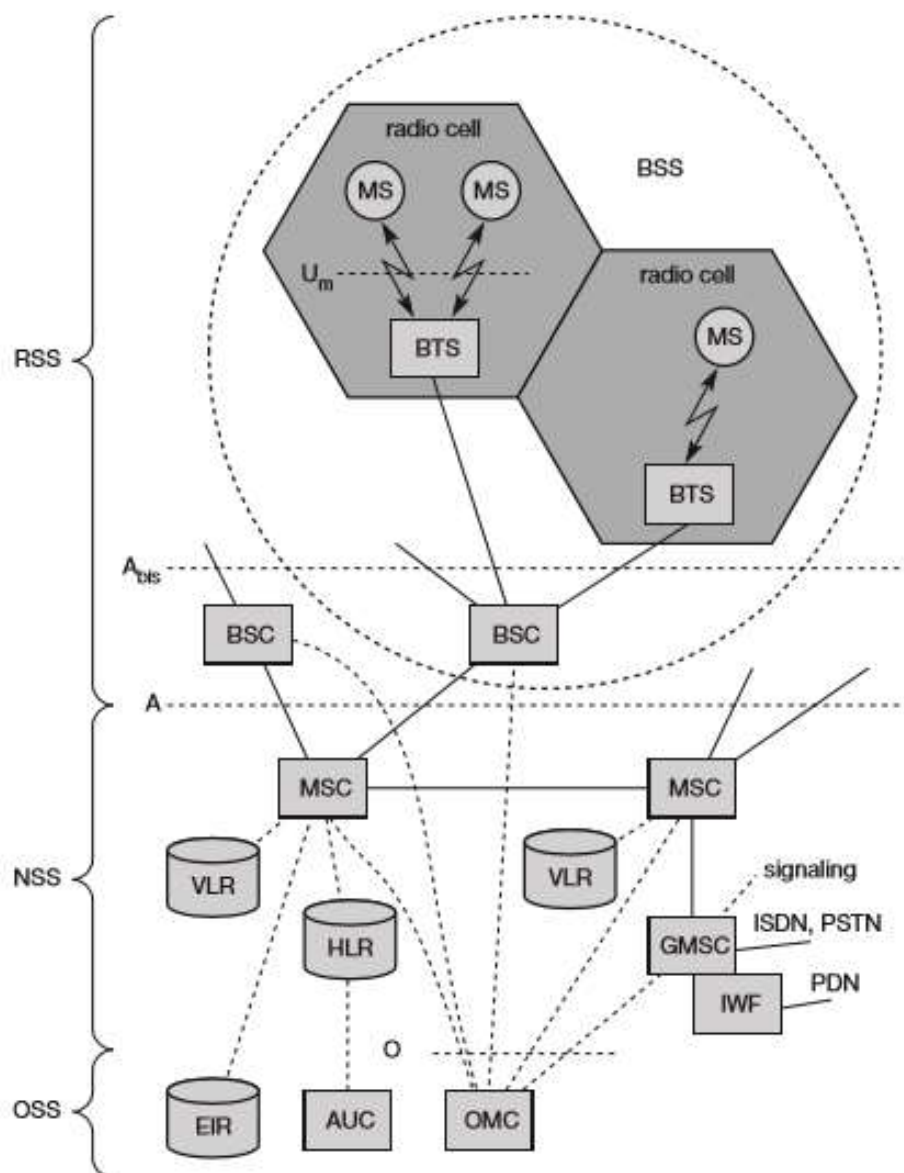 radio cell
BSS
MS
MS
radio cell
Um
MS
BTS
RSS
BTS
Abis
BSC
BSC
A
MSC
MSC
VLR
VLR
signaling
NSS
HLR
GMSC
ISDN, PSTN
IWF
PDN
O
OSS
EIR
AUC
OMC